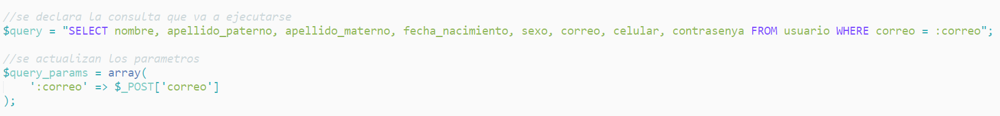 //se declara la consulta que va a ejecutarse
$query = "SELECT nombre, apellido_paterno, apellido_materno, fecha_nacimiento, sexo, correo, celular, contrasenya FROM usuario WHERE correo = :correo";
//se actualizan los parametros
$query_params = array(
    ':correo' => $_POST['correo']
);